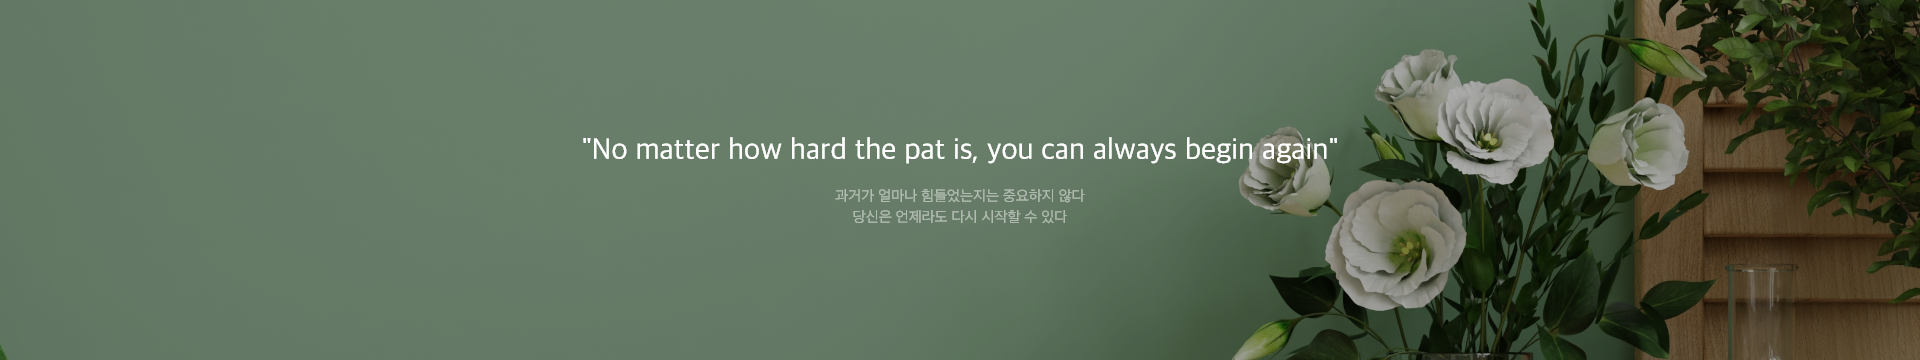 "No matter how hard the pat is, you can always begin again"
과거가 얼마나 힘들었는지는 중요하지 않다
당신은 언제라도 다시 시작할 수 있다